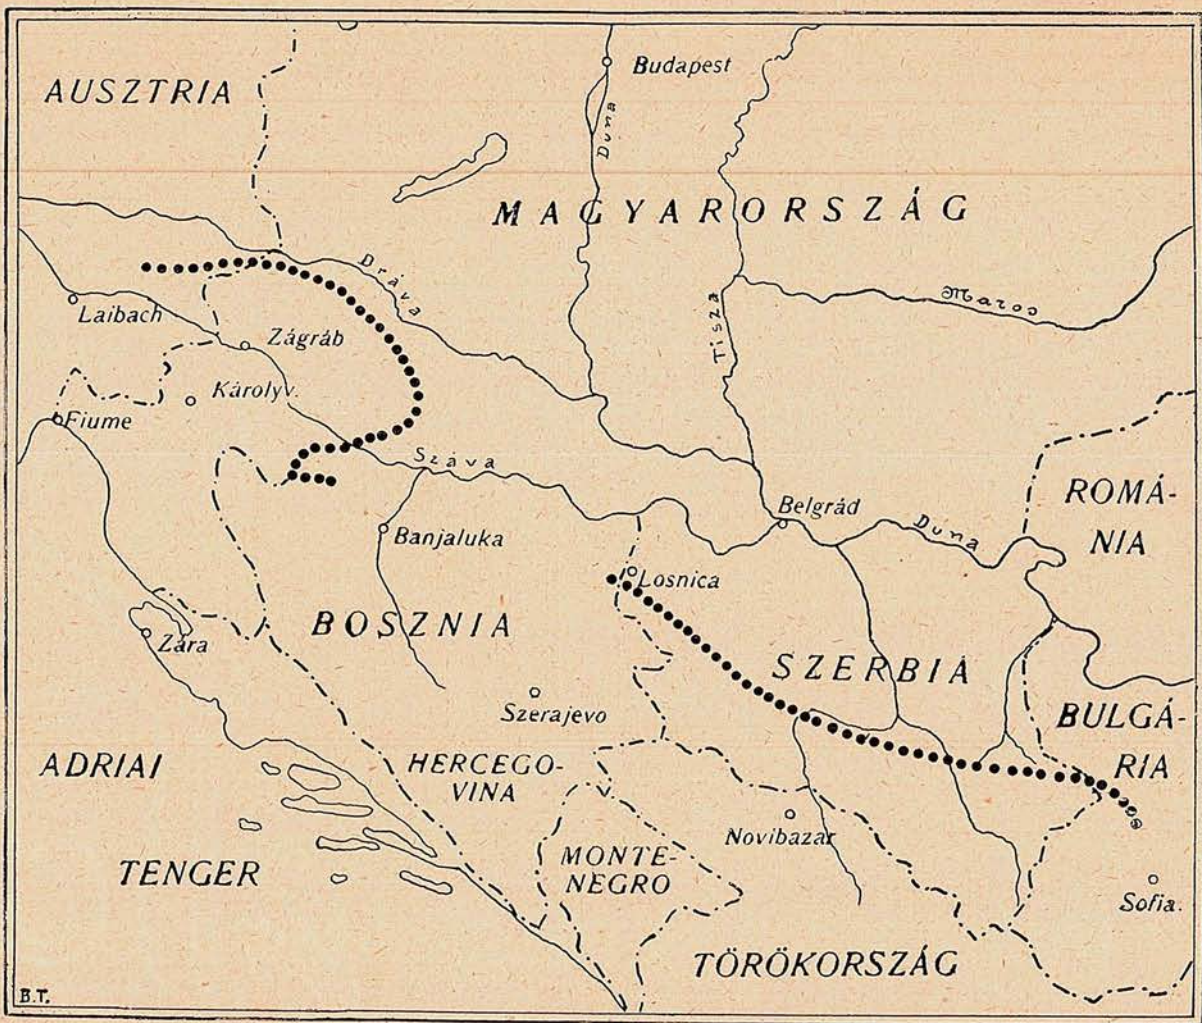 AUSZTRIA
Budapest
Duna
MAGYARORSZÁG
Dráva
Maros
Tisza
Laibach
Zágráb
Károlyv.
Fiume
Száva
ROMÁ-
NIA
Belgrád
Duna
Banjaluka
Losnica
BOSZNIA
Zára
SZERBIA
Szerajevo
BULGÁ-
RIA
ADRIAI
TENGER
HERCEGO-
VINA
Novibazar
MONTE-
NEGRO
Sofia.
TÖRÖKORSZÁG
B.T.